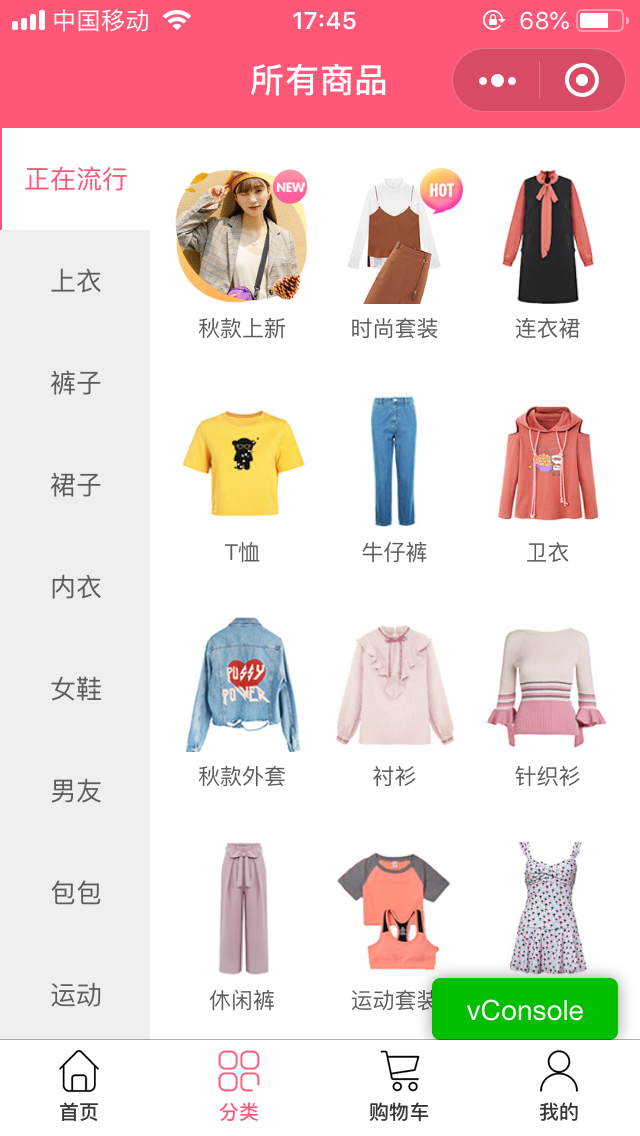 中国移动 17:45 68%
所有商品
正在流行
上衣
裤子
裙子
内衣
女鞋
男友
包包
运动
NEW
HOT
秋款上新 时尚套装 连衣裙
T恤 牛仔裤 卫衣
PUSSY
POWER
秋款外套 衬衫 针织衫
休闲裤 运动套装
vConsole
首页 分类 购物车 我的